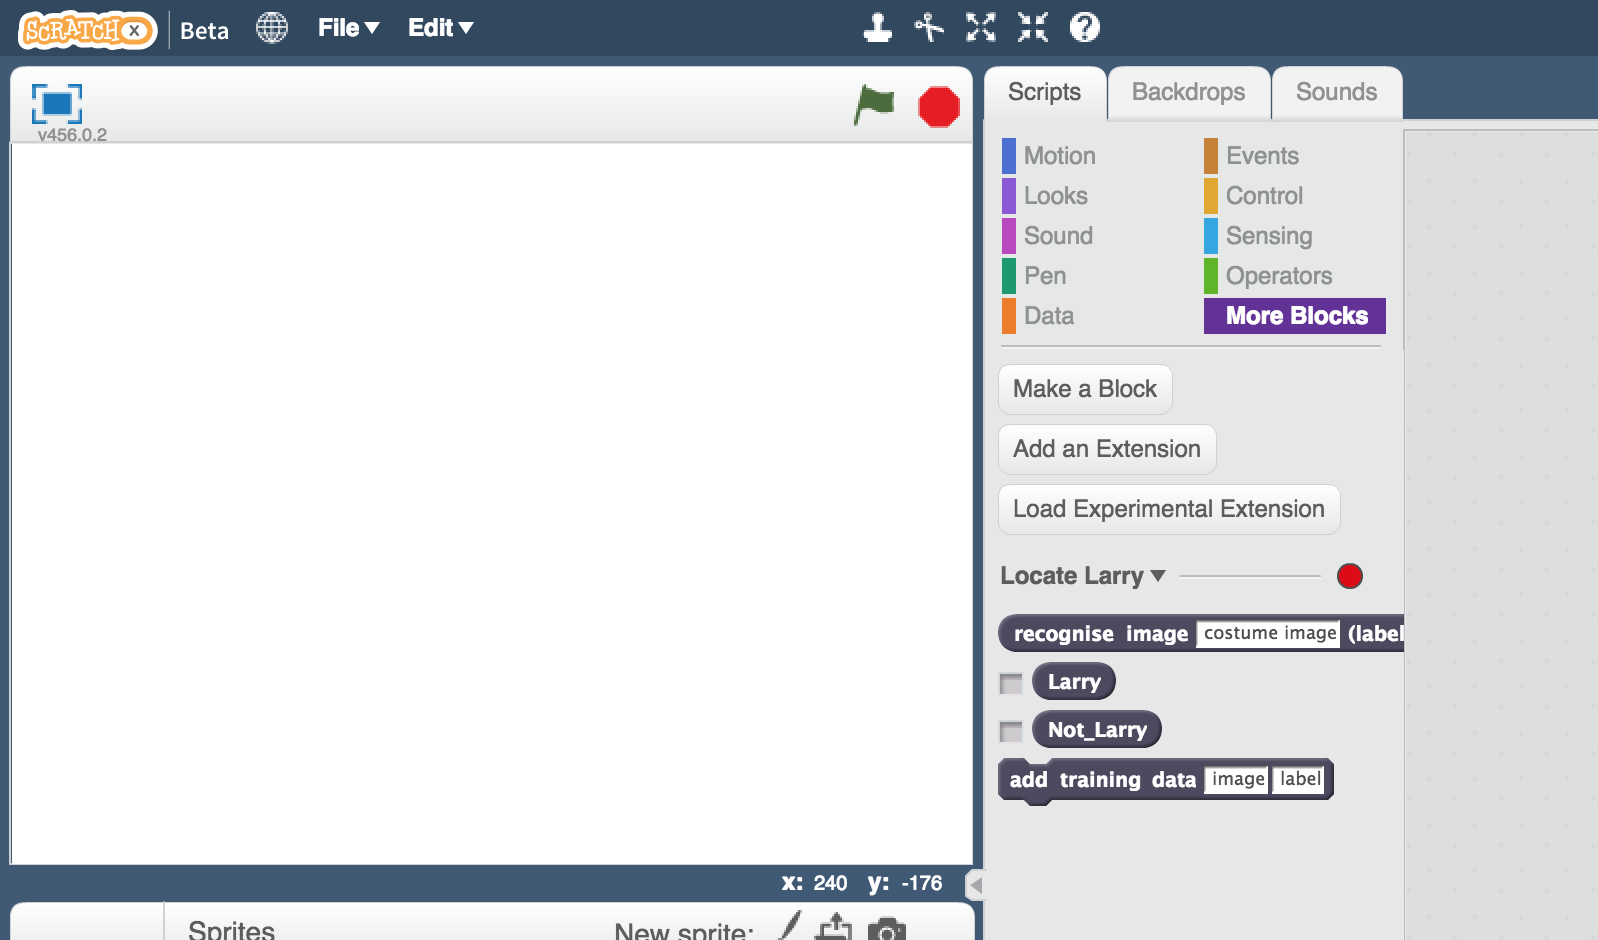 SCRATCH x Beta File Edit ?
v456.0.2
Scripts Backdrops Sounds
Motion Events
Looks Control
Sound Sensing
Pen Operators
Data More Blocks
Make a Block
Add an Extension
Load Experimental Extension
Locate Larry
recognise image costume image (label
Larry
Not_Larry
add training data image label
x: 240 y: -176
Sprites New sprite: